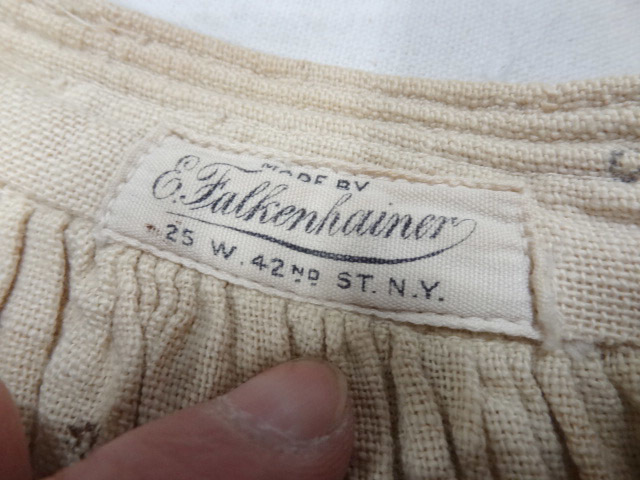 MADE BY
E. Falkenhainer
25 W. 42ND ST. N.Y.